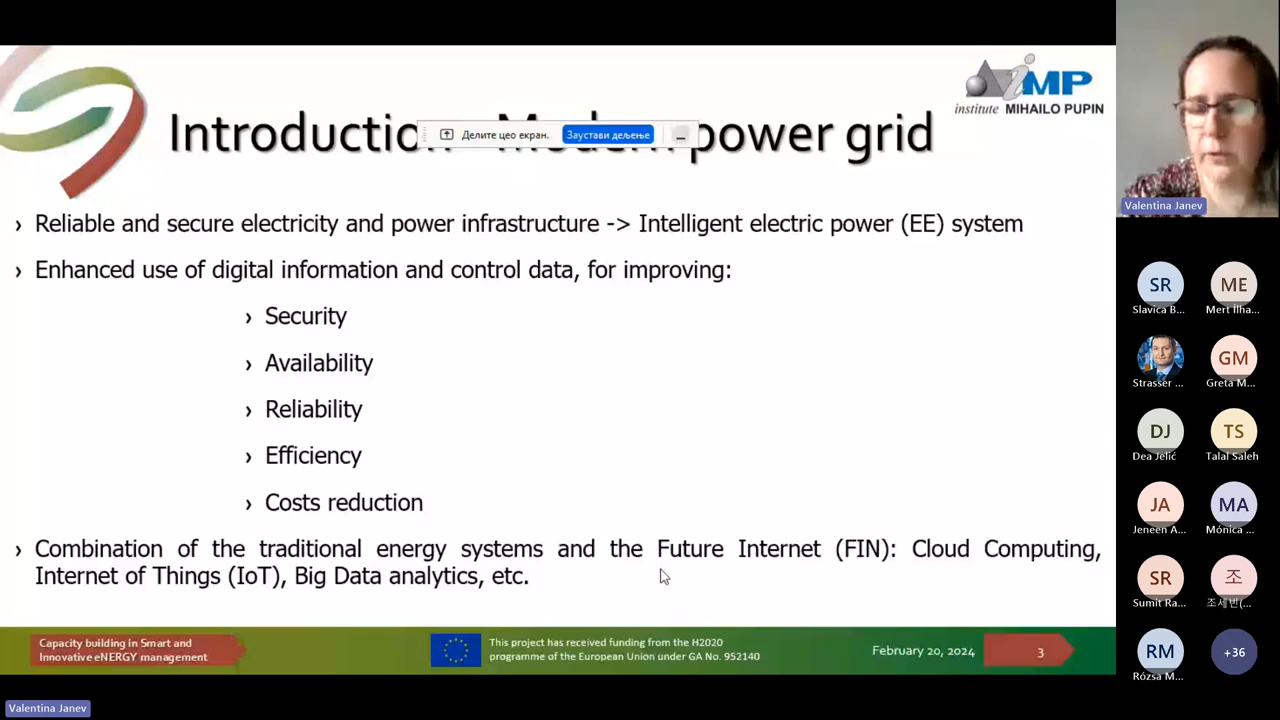 iMP
institute MIHAILO PUPIN
Introduction
power grid
Делите цео екран.
Заустави дељење
› Reliable and secure electricity and power infrastructure -> Intelligent electric power (EE) system
› Enhanced use of digital information and control data, for improving:
› Security
› Availability
› Reliability
› Efficiency
› Costs reduction
› Combination of the traditional energy systems and the Future Internet (FIN): Cloud Computing,
Internet of Things (IoT), Big Data analytics, etc.
Capacity building in Smart and
Innovative eNERGY management
This project has received funding from the H2020
programme of the European Union under GA No. 952140
February 20, 2024
3
Valentina Janev
SR
Slavica B...
ME
Mert İlha...
Strasser ...
GM
Greta M...
DJ
Dea Jelić
TS
Talal Saleh
JA
Jeneen A...
MA
Mónica ...
SR
Sumit Ra...
조
조세빈(...
RM
Rózsa M...
+36
Valentina Janev